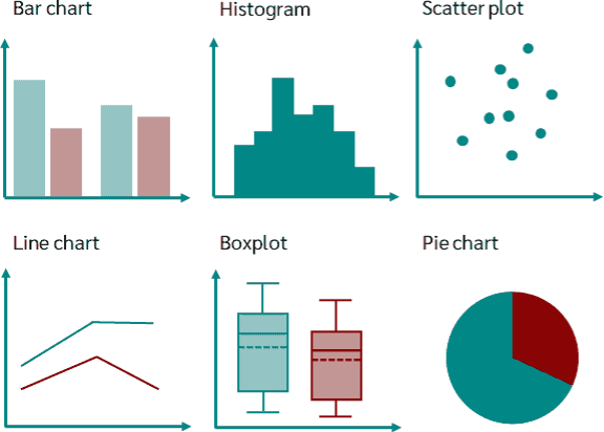 Bar chart
Histogram
Scatter plot
Line chart
Boxplot
Pie chart